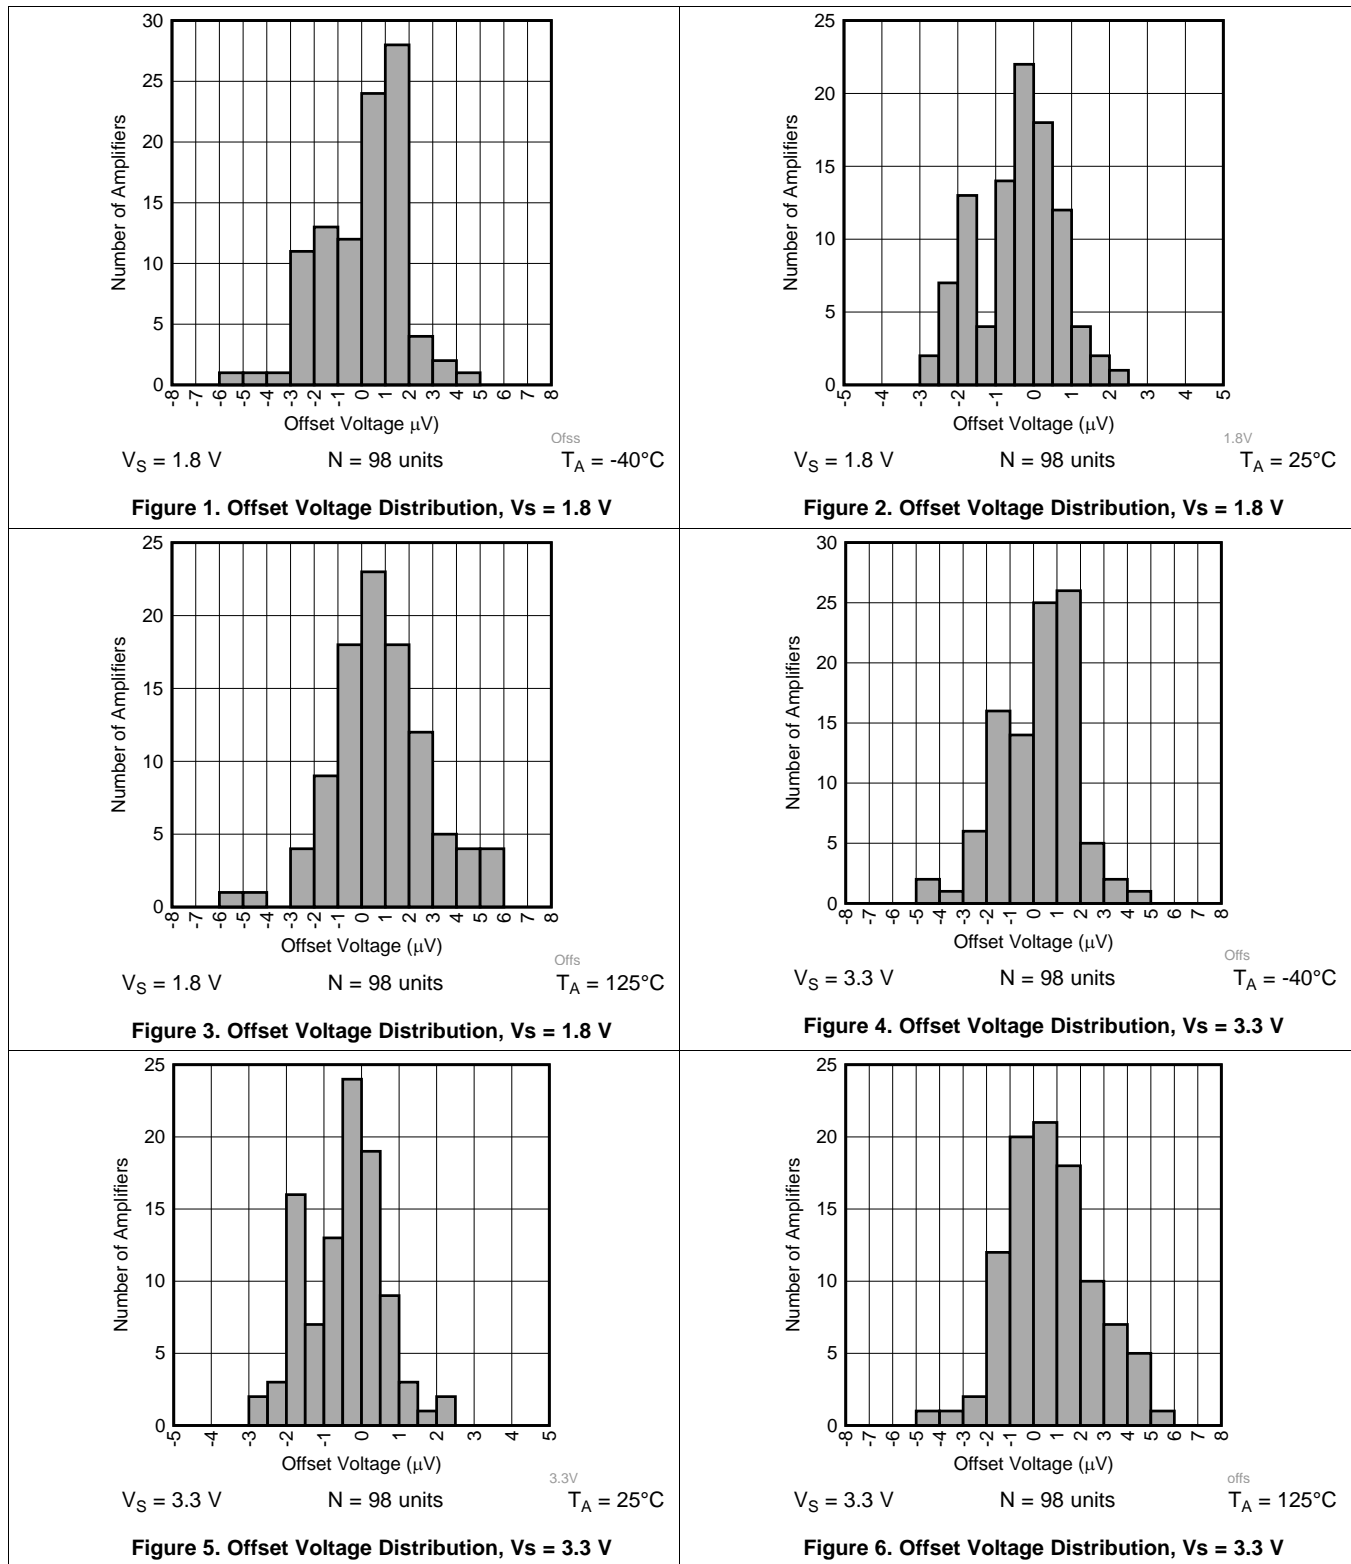 30
25
20
15
10
5
0
Number of Amplifiers
-8 -7 -6 -5 -4 -3 -2 -1 0 1 2 3 4 5 6 7 8
Offset Voltage μV)
Ofss
V_S = 1.8 V N = 98 units T_A = -40°C
Figure 1. Offset Voltage Distribution, Vs = 1.8 V
25
20
15
10
5
0
Number of Amplifiers
-5 -4 -3 -2 -1 0 1 2 3 4 5
Offset Voltage (μV)
1.8V
V_S = 1.8 V N = 98 units T_A = 25°C
Figure 2. Offset Voltage Distribution, Vs = 1.8 V
25
20
15
10
5
0
Number of Amplifiers
-8 -7 -6 -5 -4 -3 -2 -1 0 1 2 3 4 5 6 7 8
Offset Voltage (μV)
Offs
V_S = 1.8 V N = 98 units T_A = 125°C
Figure 3. Offset Voltage Distribution, Vs = 1.8 V
30
25
20
15
10
5
0
Number of Amplifiers
-8 -7 -6 -5 -4 -3 -2 -1 0 1 2 3 4 5 6 7 8
Offset Voltage (μV)
Offs
V_S = 3.3 V N = 98 units T_A = -40°C
Figure 4. Offset Voltage Distribution, Vs = 3.3 V
25
20
15
10
5
0
Number of Amplifiers
-5 -4 -3 -2 -1 0 1 2 3 4 5
Offset Voltage (μV)
3.3V
V_S = 3.3 V N = 98 units T_A = 25°C
Figure 5. Offset Voltage Distribution, Vs = 3.3 V
25
20
15
10
5
0
Number of Amplifiers
-8 -7 -6 -5 -4 -3 -2 -1 0 1 2 3 4 5 6 7 8
Offset Voltage (μV)
offs
V_S = 3.3 V N = 98 units T_A = 125°C
Figure 6. Offset Voltage Distribution, Vs = 3.3 V